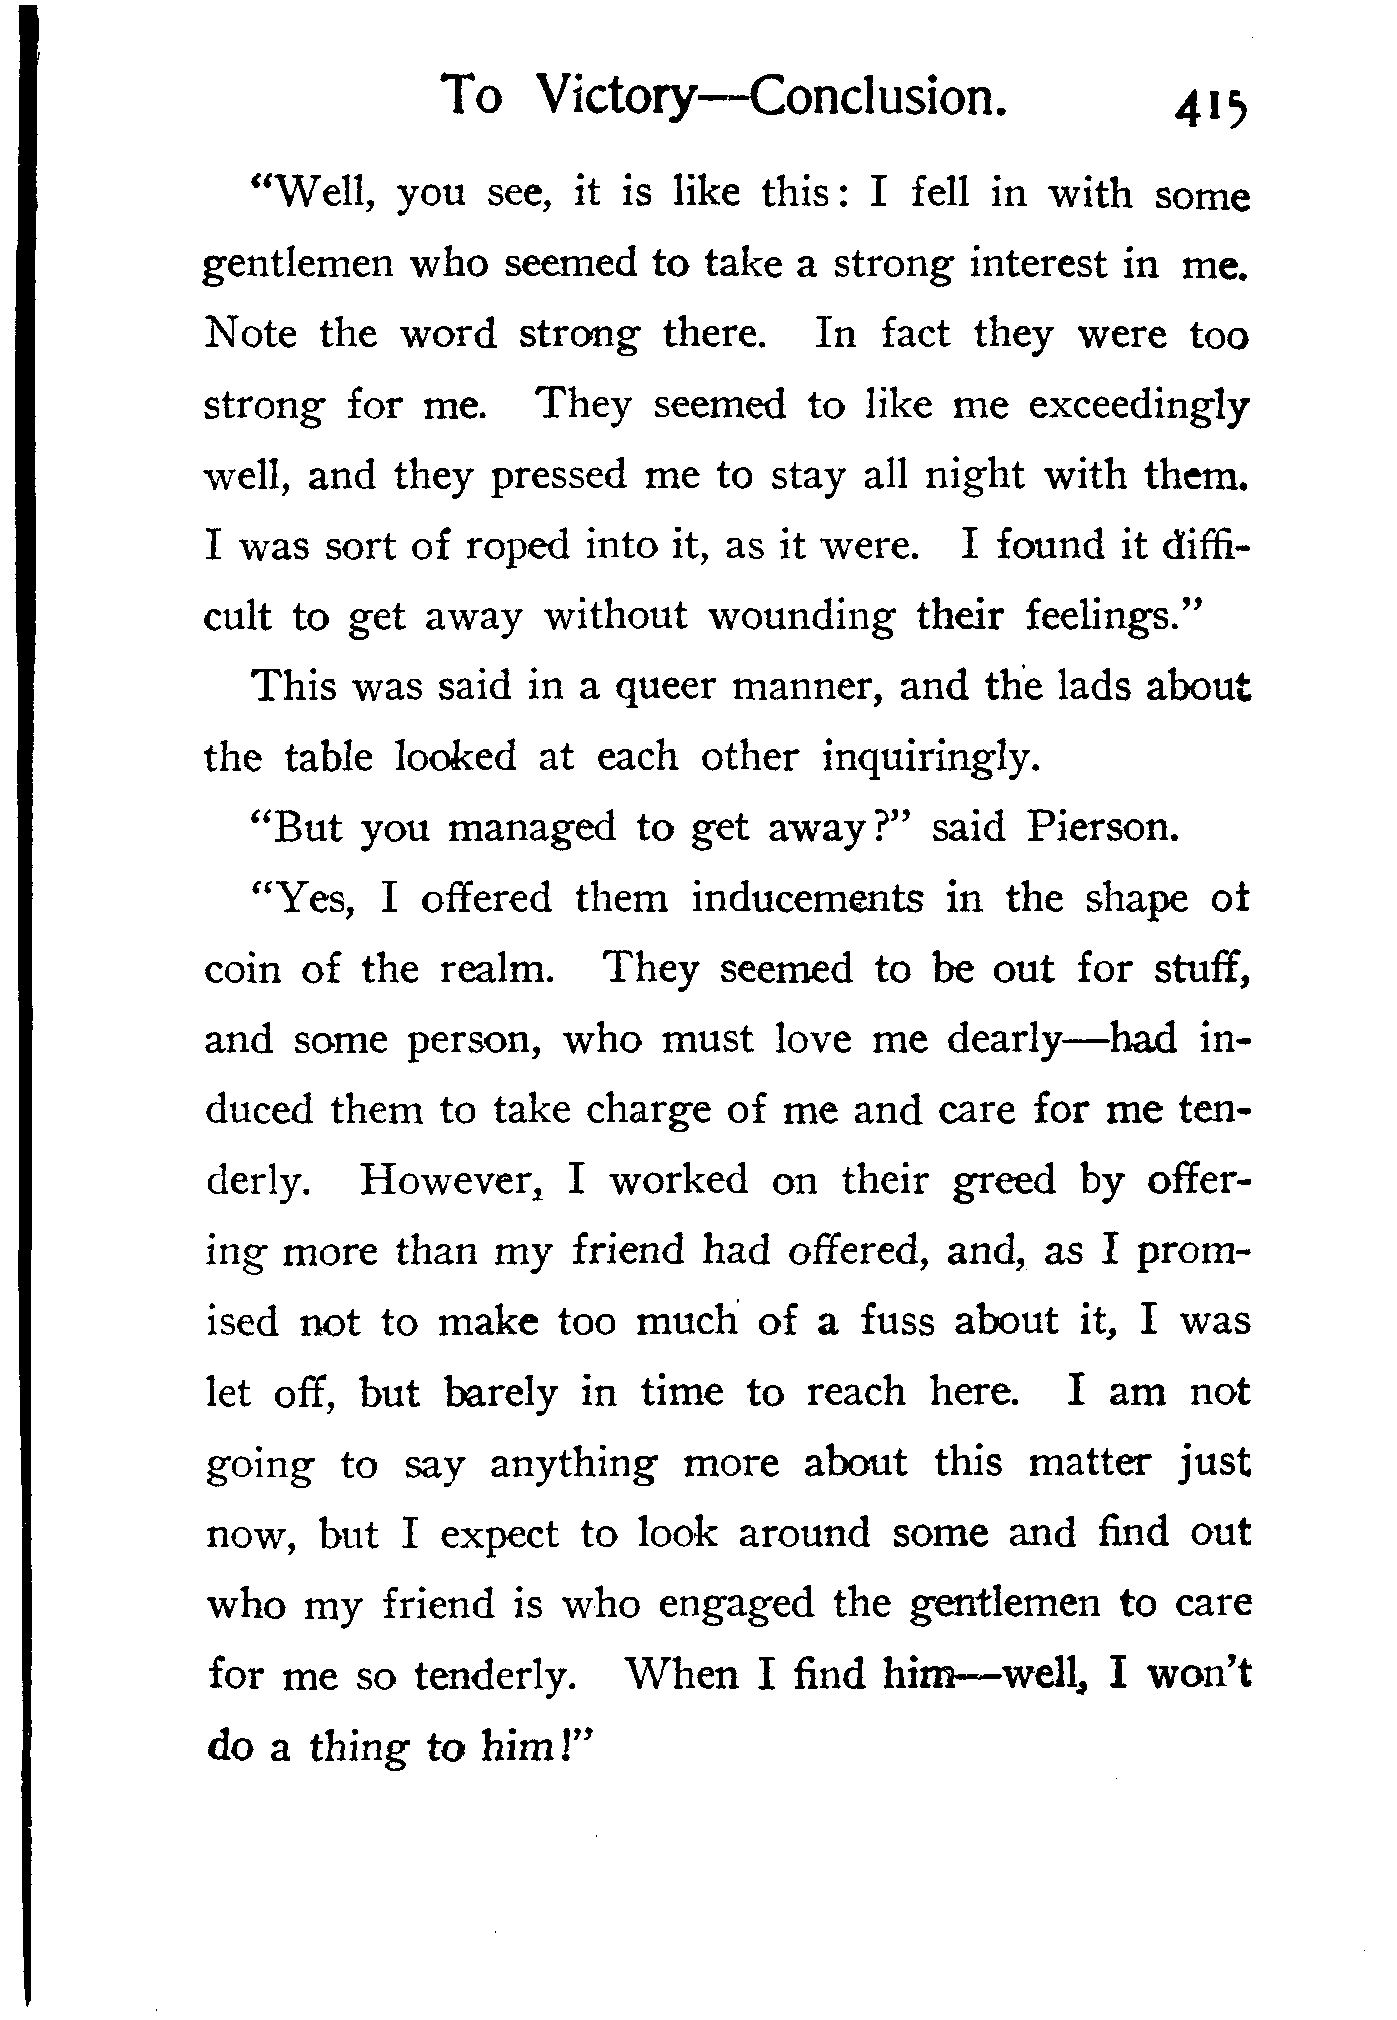 To Victory—Conclusion. 415
“Well, you see, it is like this: I fell in with some
gentlemen who seemed to take a strong interest in me.
Note the word strong there. In fact they were too
strong for me. They seemed to like me exceedingly
well, and they pressed me to stay all night with them.
I was sort of roped into it, as it were. I found it diffi-
cult to get away without wounding their feelings.”
This was said in a queer manner, and the lads about
the table looked at each other inquiringly.
“But you managed to get away?” said Pierson.
“Yes, I offered them inducements in the shape of
coin of the realm. They seemed to be out for stuff,
and some person, who must love me dearly—had in-
duced them to take charge of me and care for me ten-
derly. However, I worked on their greed by offer-
ing more than my friend had offered, and, as I prom-
ised not to make too much of a fuss about it, I was
let off, but barely in time to reach here. I am not
going to say anything more about this matter just
now, but I expect to look around some and find out
who my friend is who engaged the gentlemen to care
for me so tenderly. When I find him—well, I won’t
do a thing to him!”